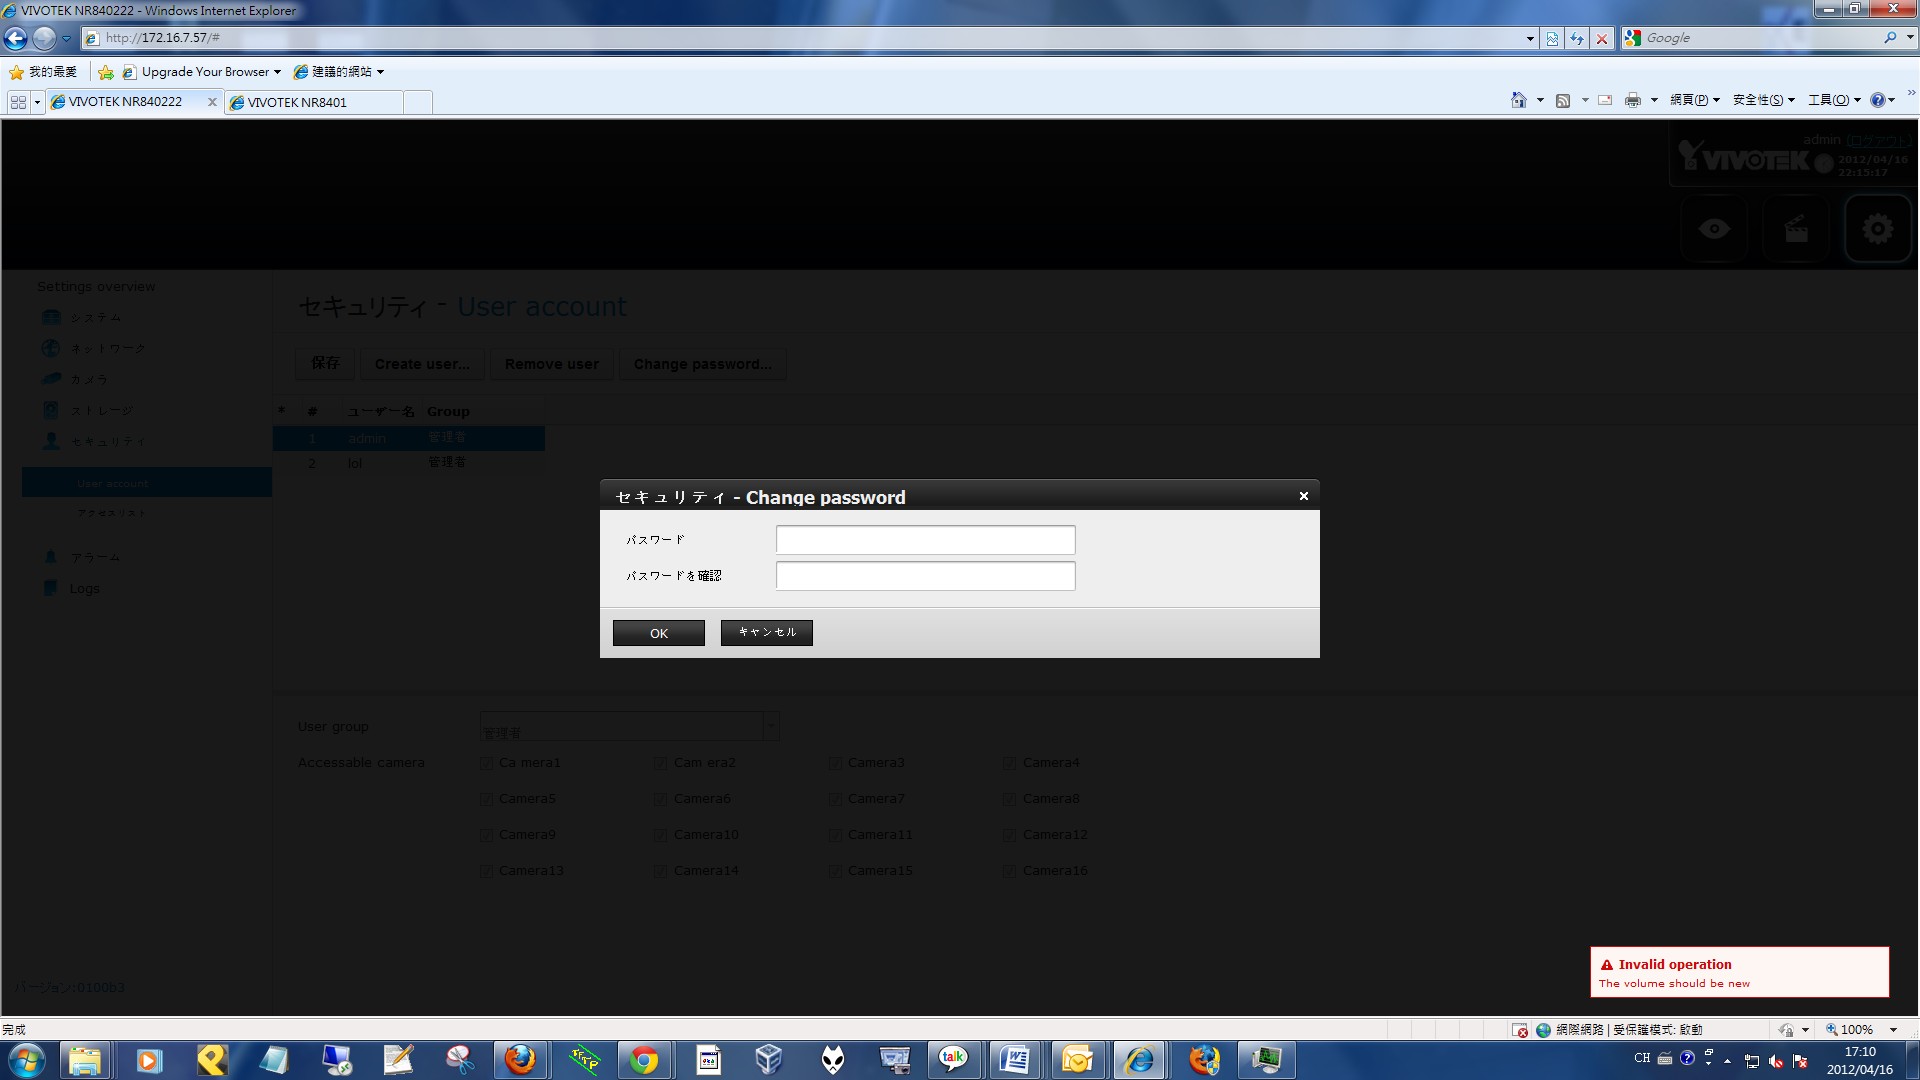 VIVOTEK NR840222 - Windows Internet Explorer
http://172.16.7.57/#
Google
我的最愛
Upgrade Your Browser
建議的網站
VIVOTEK NR840222
VIVOTEK NR8401
網頁(P)
安全性(S)
工具(O)
admin (ログアウト)
VIVOTEK
2012/04/16
22:15:17
Settings overview
システム
ネットワーク
カメラ
ストレージ
セキュリティ
User account
アクセスリスト
アラーム
Logs
バージョン:0100b3
セキュリティ - User account
保存
Create user...
Remove user
Change password...
* # ユーザー名 Group
1 admin 管理者
2 lol 管理者
セキュリティ - Change password
パスワード
パスワードを確認
OK
キャンセル
User group
管理者
Accessable camera
Ca mera1 Cam era2 Camera3 Camera4
Camera5 Camera6 Camera7 Camera8
Camera9 Camera10 Camera11 Camera12
Camera13 Camera14 Camera15 Camera16
Invalid operation
The volume should be new
完成
網際網路 | 受保護模式: 啟動
100%
talk
CH
17:10
2012/04/16